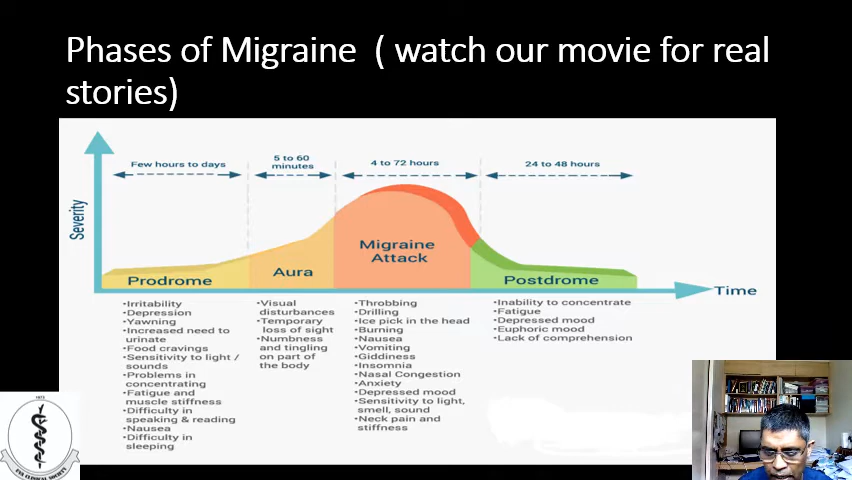 Phases of Migraine ( watch our movie for real
stories)
Few hours to days
5 to 60
minutes
4 to 72 hours
24 to 48 hours
Severity
Prodrome
Aura
Migraine
Attack
Postdrome
Time
•Irritability
•Depression
•Yawning
•Increased need to
urinate
•Food cravings
•Sensitivity to light /
sounds
•Problems in
concentrating
•Fatigue and
muscle stiffness
•Difficulty in
speaking & reading
•Nausea
•Difficulty in
sleeping
•Visual
disturbances
•Temporary
loss of sight
•Numbness
and tingling
on part of
the body
•Throbbing
•Drilling
•Ice pick in the head
•Burning
•Nausea
•Vomiting
•Giddiness
•Insomnia
•Nasal Congestion
•Anxiety
•Depressed mood
•Sensitivity to light,
smell, sound
•Neck pain and
stiffness
•Inability to concentrate
•Fatigue
•Depressed mood
•Euphoric mood
•Lack of comprehension
CLINICAL SOCIETY